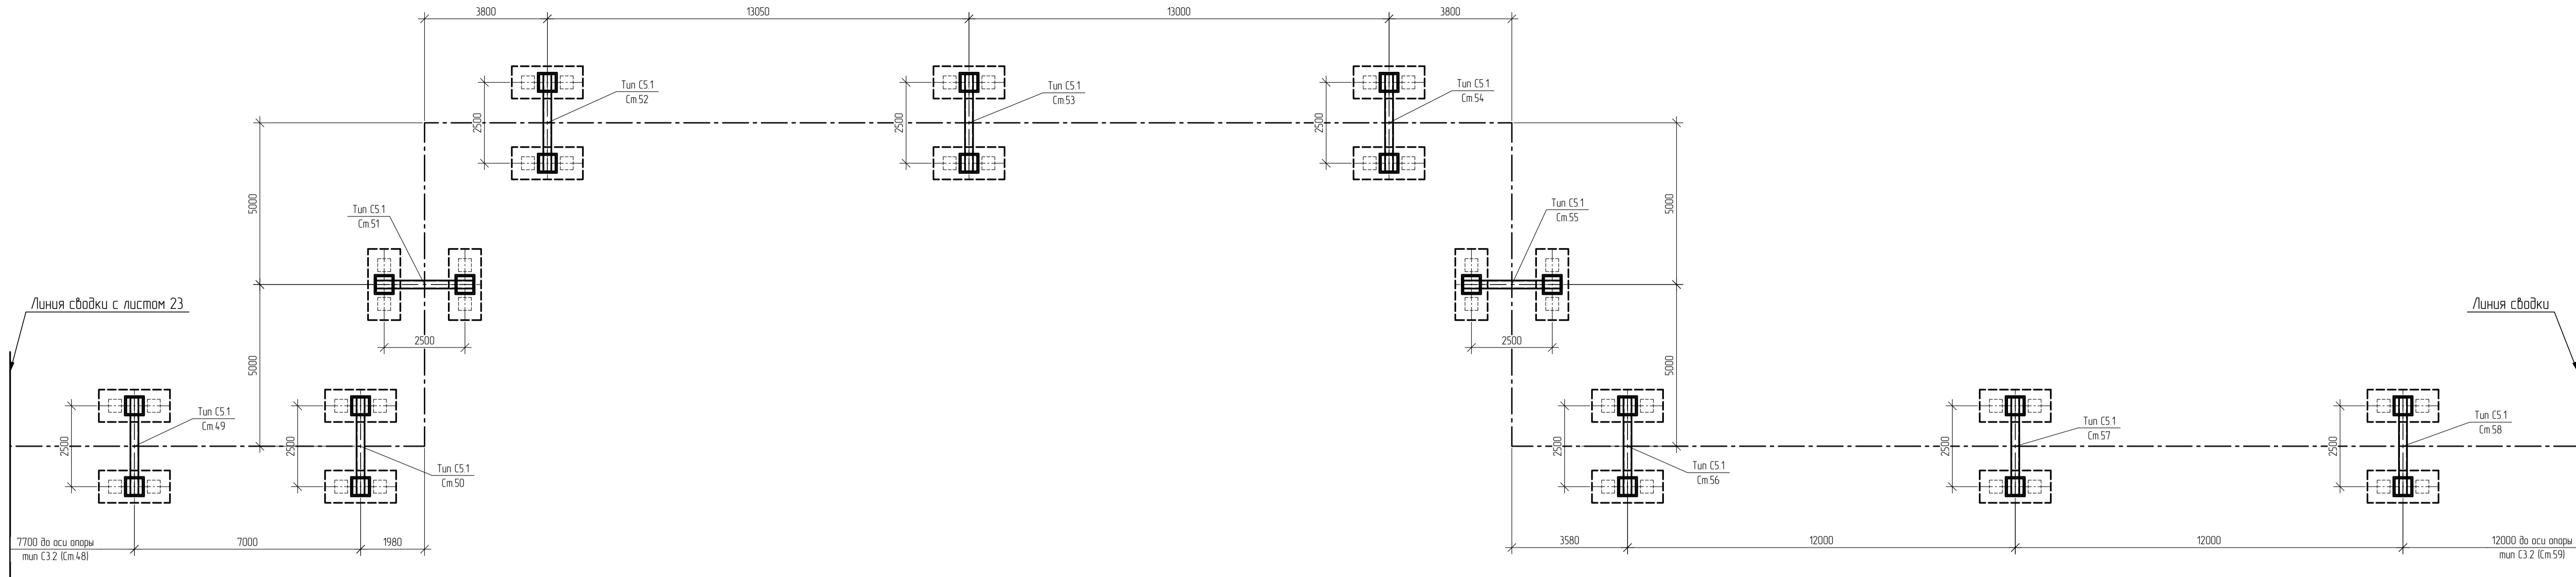 3800
13050
13000
3800
Тип С5.1
Ст.52
Тип С5.1
Ст.53
Тип С5.1
Ст.54
2500
2500
2500
5000
5000
Тип С5.1
Ст.51
Тип С5.1
Ст.55
2500
2500
5000
5000
Линия сводки с листом 23
Линия сводки
Тип С5.1
Ст.49
Тип С5.1
Ст.50
Тип С5.1
Ст.56
Тип С5.1
Ст.57
Тип С5.1
Ст.58
2500
2500
2500
2500
2500
7700 до оси опоры
тип С3.2 (Ст.48)
7000
1980
3580
12000
12000
12000 до оси опоры
тип С3.2 (Ст.59)